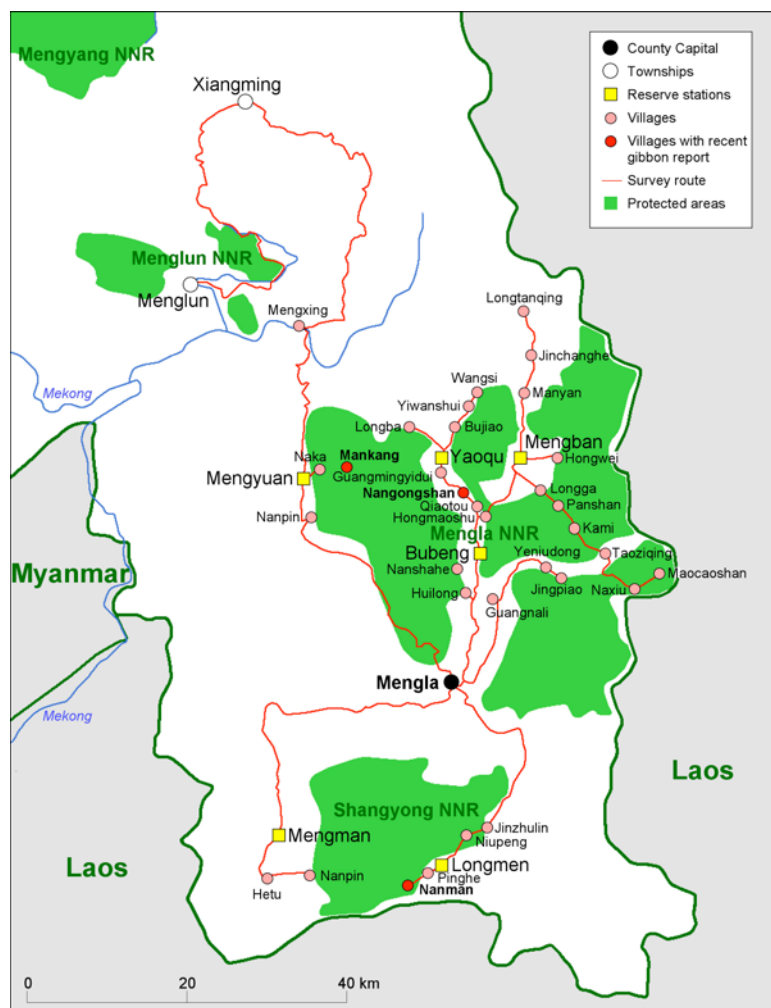 Mengyang NNR
Xiangming
County Capital
Townships
Reserve stations
Villages
Villages with recent
gibbon report
Survey route
Protected areas
Menglun NNR
Menglun
Mengxing
Longtanqing
Jinchanghe
Mekong
Wangsi
Manyan
Yiwanshui
Longba
Bujiao
Mengban
Naka
Mankang
Yaoqu
Hongwei
Guangmingyidui
Mengyuan
Nangongshan
Longga
Qiaotou
Panshan
Nanpin
Hongmaoshu
Mengla NNR
Kami
Bubeng
Yeniudong
Taoziqing
Myanmar
Nanshahe
Maocaoshan
Jingpiao
Naxiu
Huilong
Guangnali
Mengla
Mekong
Laos
Shangyong NNR
Jinzhulin
Mengman
Niupeng
Laos
Longmen
Nanpin
Pinghe
Hetu
Nanman
0
20
40 km